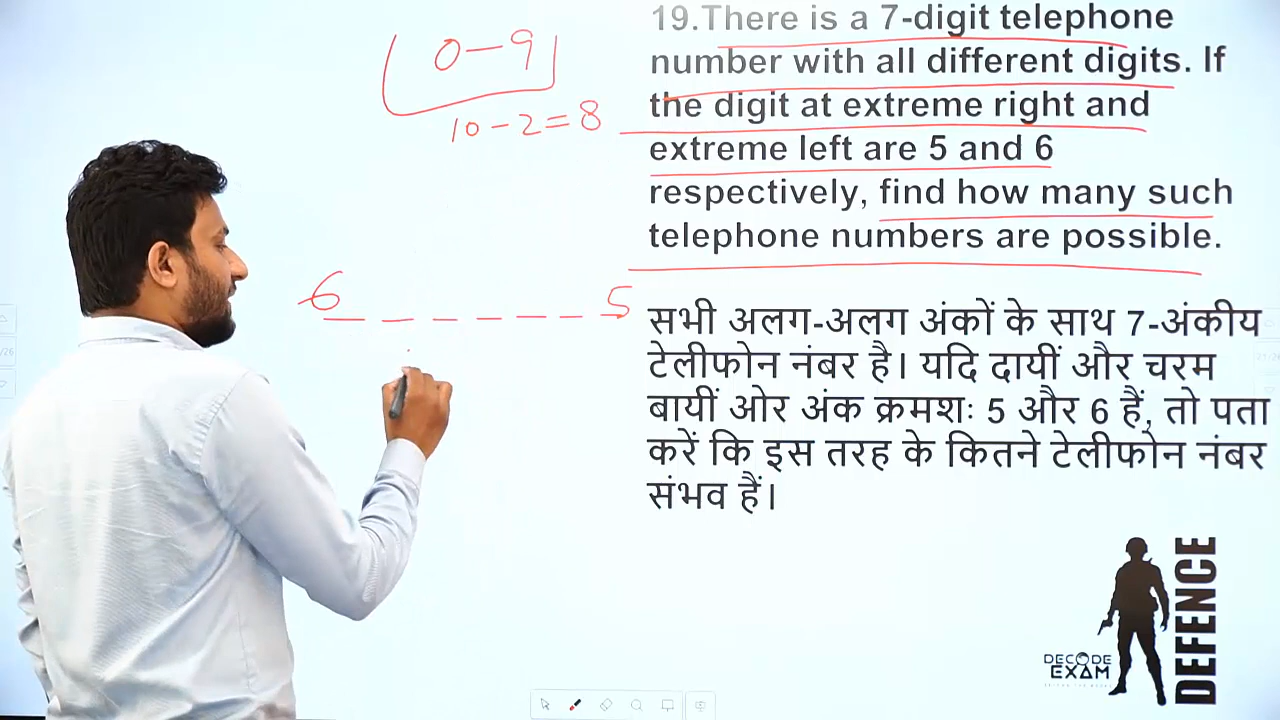 0-9
10-2=8
19.There is a 7-digit telephone
number with all different digits. If
the digit at extreme right and
extreme left are 5 and 6
respectively, find how many such
telephone numbers are possible.
6 _ _ _ _ _ 5
सभी अलग-अलग अंकों के साथ 7-अंकीय
टेलीफोन नंबर है। यदि दायीं और चरम
बायीं ओर अंक क्रमशः 5 और 6 हैं, तो पता
करें कि इस तरह के कितने टेलीफोन नंबर
संभव हैं।
DECODE
EXAM
DEFENCE